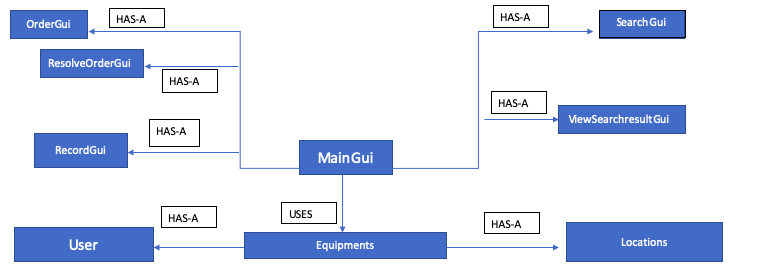 OrderGui
HAS-A
HAS-A
SearchGui
ResolveOrderGui
HAS-A
HAS-A
ViewSearchresultGui
HAS-A
RecordGui
MainGui
USES
HAS-A
HAS-A
User
Equipments
Locations